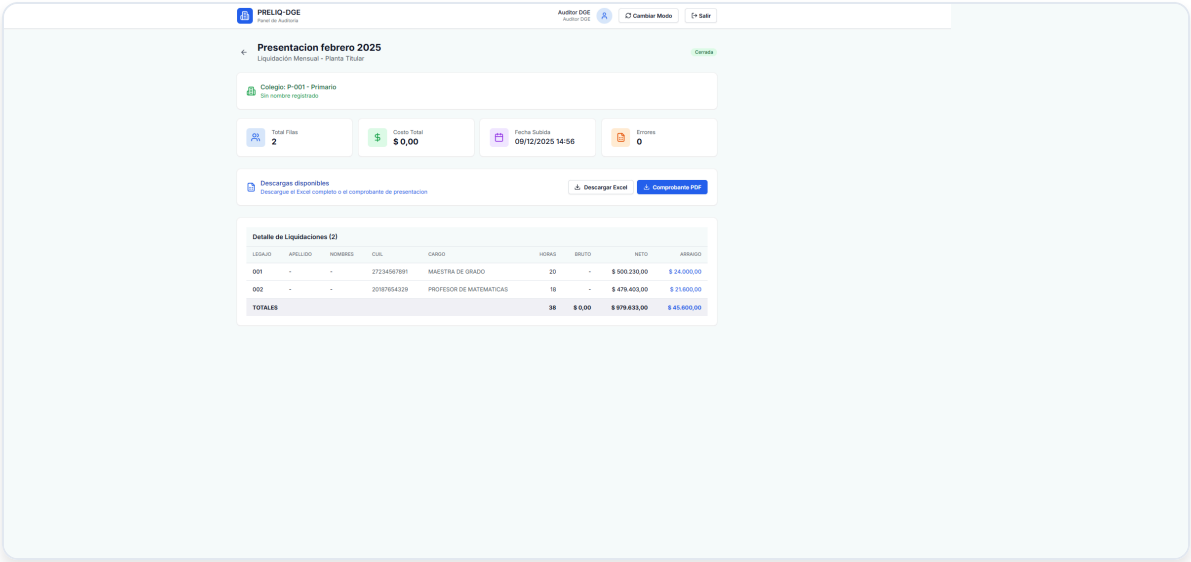 PRELIQ-DGE
Panel de Auditoria
Auditor DGE
Auditor DGE
Cambiar Modo
Salir
Presentacion febrero 2025
Liquidación Mensual - Planta Titular
Cerrada
Colegio: P-001 - Primario
Sin nombre registrado
Total Filas
2
Costo Total
$ 0,00
Fecha Subida
09/12/2025 14:56
Errores
0
Descargas disponibles
Descargue el Excel completo o el comprobante de presentacion
Descargar Excel
Comprobante PDF
Detalle de Liquidaciones (2)
LEGAJO APELLIDO NOMBRES CUIL CARGO HORAS BRUTO NETO ARRAIGO
001 - - 27234567891 MAESTRA DE GRADO 20 - $ 500.230,00 $ 24.000,00
002 - - 20187654329 PROFESOR DE MATEMATICAS 18 - $ 479.403,00 $ 21.600,00
TOTALES 38 $ 0,00 $ 979.633,00 $ 45.600,00